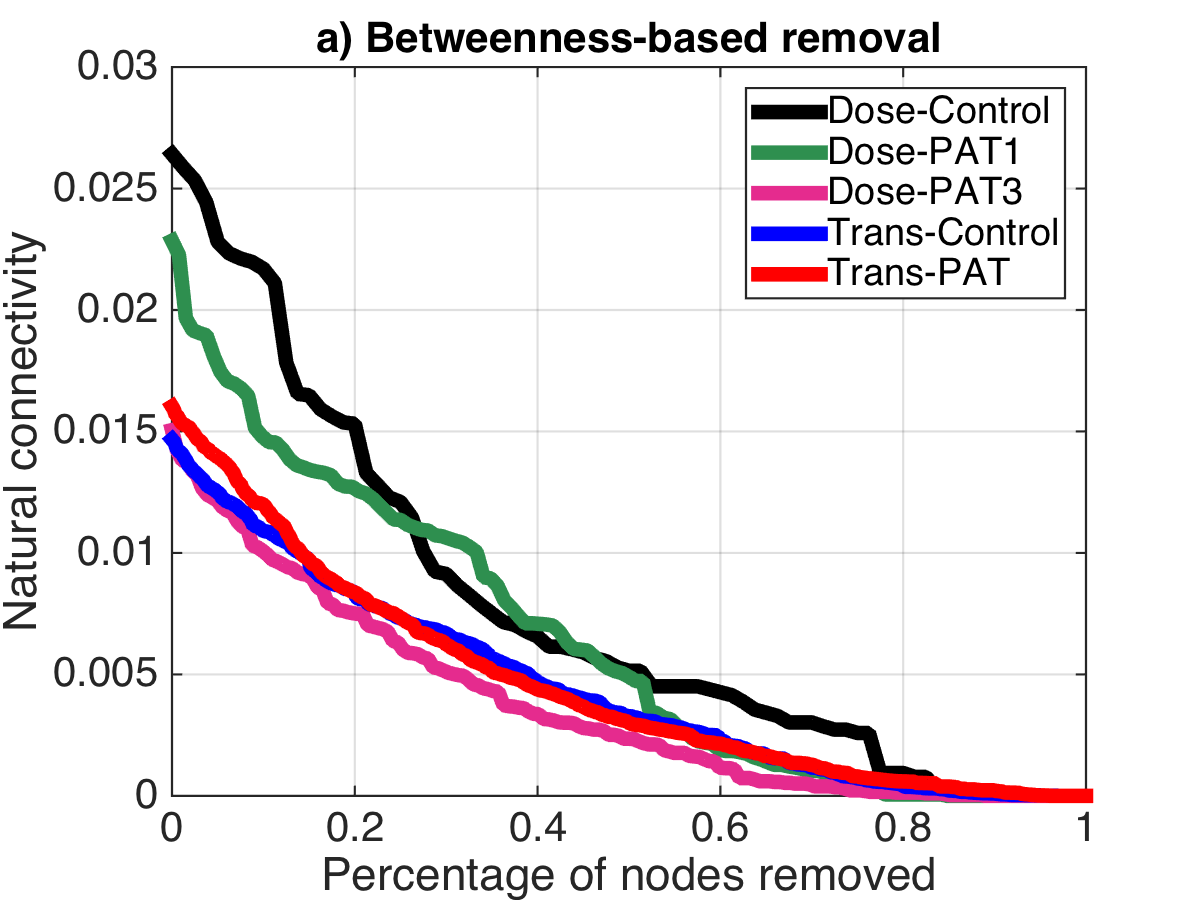 a) Betweenness-based removal
0.03
0.025
0.02
0.015
0.01
0.005
0
Natural connectivity
Dose-Control
Dose-PAT1
Dose-PAT3
Trans-Control
Trans-PAT
0 0.2 0.4 0.6 0.8 1
Percentage of nodes removed